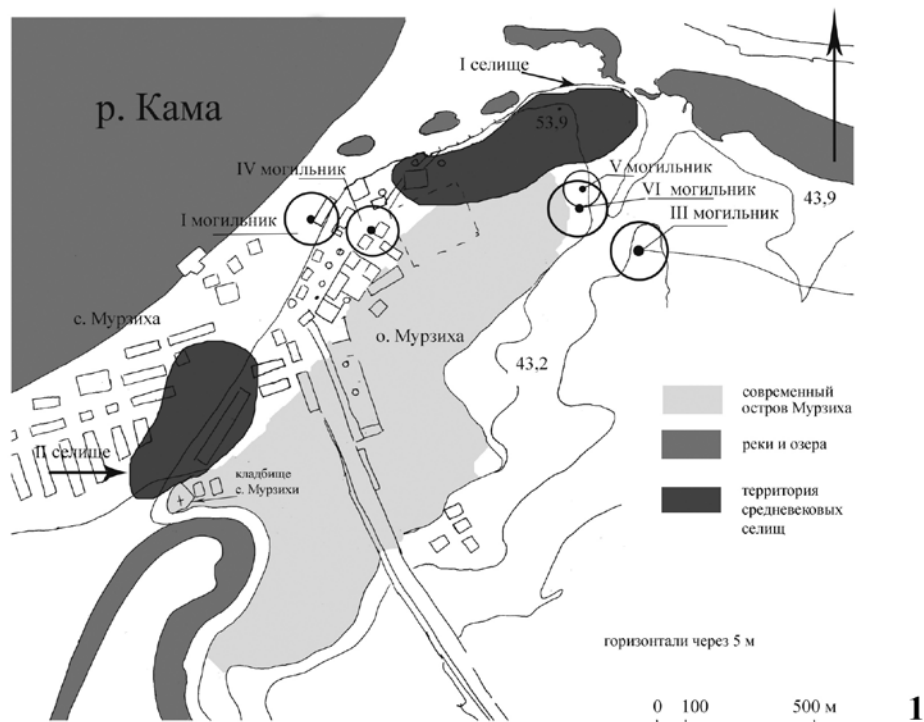 I селище
р. Кама
53,9
IV могильник
V могильник
VI могильник
43,9
I могильник
III могильник
с. Мурзиха
о. Мурзиха
43,2
современный
остров Мурзиха
II селище
реки и озера
кладбище
с. Мурзихи
территория
средневековых
селищ
горизонтали через 5 м
0 100 500 м
1